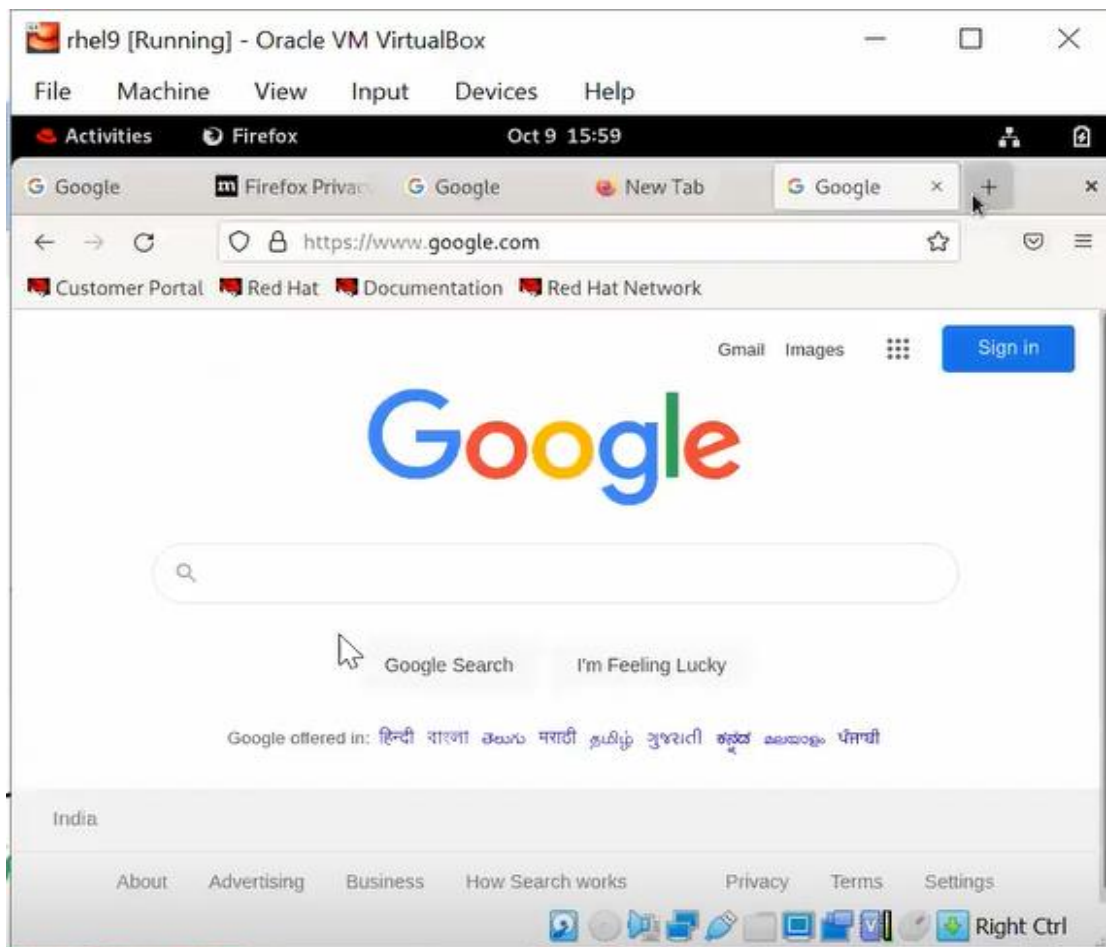 rhel9 [Running] - Oracle VM VirtualBox
File Machine View Input Devices Help
Activities Firefox Oct 9 15:59
Google Firefox Privac Google New Tab Google
https://www.google.com
Customer Portal Red Hat Documentation Red Hat Network
Gmail Images Sign in
Google
Google Search I'm Feeling Lucky
Google offered in: हिन्दी বাংলা తెలుగు मराठी தமிழ் ગુજરાતી ಕನ್ನಡ മലയാളം ਪੰਜਾਬੀ
India
About Advertising Business How Search works Privacy Terms Settings
Right Ctrl